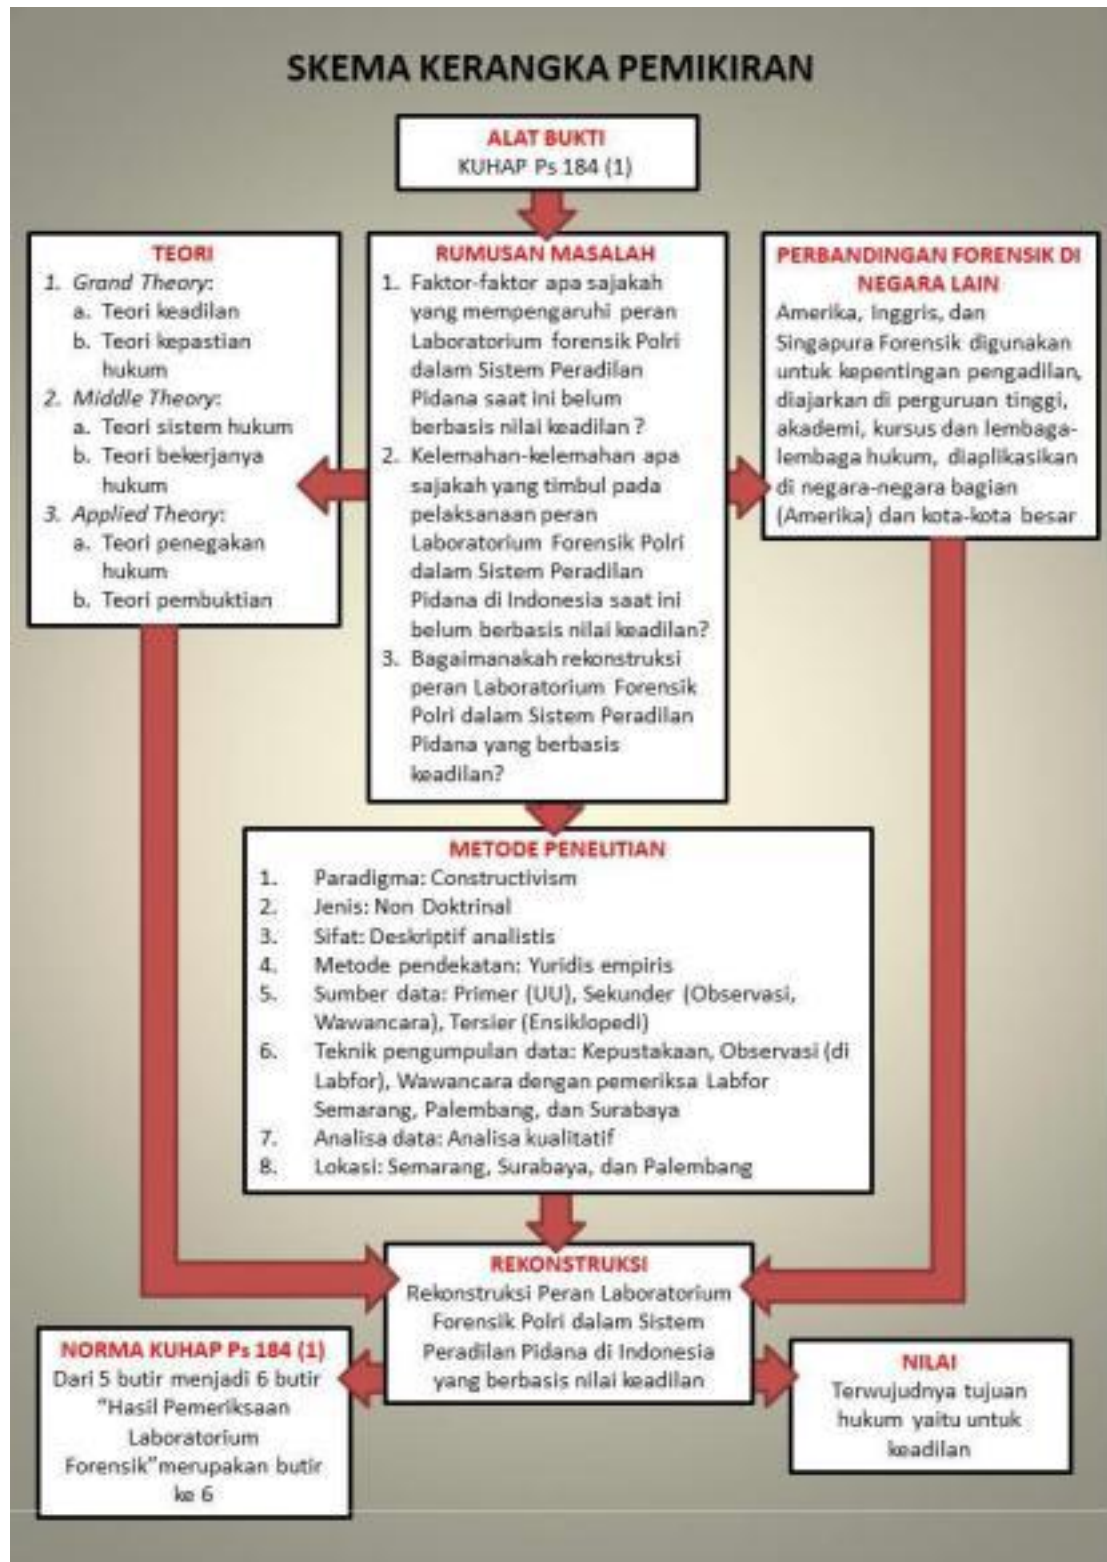 SKEMA KERANGKA PEMIKIRAN
ALAT BUKTI
KUHAP Ps 184 (1)
TEORI
1. Grand Theory:
a. Teori keadilan
b. Teori kepastian
hukum
2. Middle Theory:
a. Teori sistem hukum
b. Teori bekerjanya
hukum
3. Applied Theory:
a. Teori penegakan
hukum
b. Teori pembuktian
RUMUSAN MASALAH
1. Faktor-faktor apa sajakah
yang mempengaruhi peran
Laboratorium forensik Polri
dalam Sistem Peradilan
Pidana saat ini belum
berbasis nilai keadilan ?
2. Kelemahan-kelemahan apa
sajakah yang timbul pada
pelaksanaan peran
Laboratorium Forensik Polri
dalam Sistem Peradilan
Pidana di Indonesia saat ini
belum berbasis nilai keadilan?
3. Bagaimanakah rekonstruksi
peran Laboratorium Forensik
Polri dalam Sistem Peradilan
Pidana yang berbasis
keadilan?
PERBANDINGAN FORENSIK DI
NEGARA LAIN
Amerika, Inggris, dan
Singapura Forensik digunakan
untuk kepentingan pengadilan,
diajarkan di perguruan tinggi,
akademi, kursus dan lembaga-
lembaga hukum, diaplikasikan
di negara-negara bagian
(Amerika) dan kota-kota besar
METODE PENELITIAN
1. Paradigma: Constructivism
2. Jenis: Non Doktrinal
3. Sifat: Deskriptif analistis
4. Metode pendekatan: Yuridis empiris
5. Sumber data: Primer (UU), Sekunder (Observasi,
Wawancara), Tersier (Ensiklopedi)
6. Teknik pengumpulan data: Kepustakaan, Observasi (di
Labfor), Wawancara dengan pemeriksa Labfor
Semarang, Palembang, dan Surabaya
7. Analisa data: Analisa kualitatif
8. Lokasi: Semarang, Surabaya, dan Palembang
REKONSTRUKSI
Rekonstruksi Peran Laboratorium
Forensik Polri dalam Sistem
Peradilan Pidana di Indonesia
yang berbasis nilai keadilan
NORMA KUHAP Ps 184 (1)
Dari 5 butir menjadi 6 butir
"Hasil Pemeriksaan
Laboratorium
Forensik"merupakan butir
ke 6
NILAI
Terwujudnya tujuan
hukum yaitu untuk
keadilan